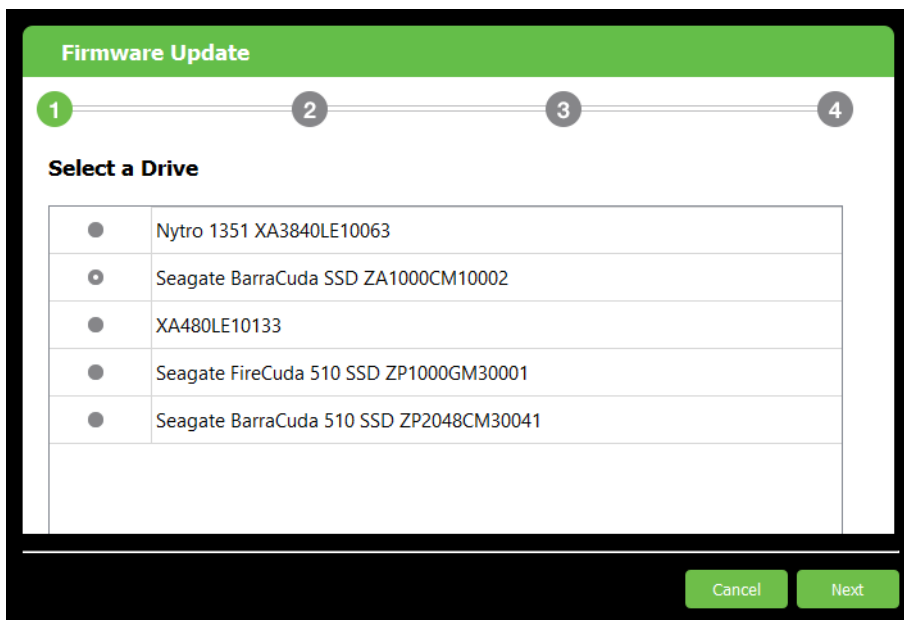 Firmware Update
1 2 3 4
Select a Drive
Nytro 1351 XA3840LE10063
Seagate BarraCuda SSD ZA1000CM10002
XA480LE10133
Seagate FireCuda 510 SSD ZP1000GM30001
Seagate BarraCuda 510 SSD ZP2048CM30041
Cancel Next